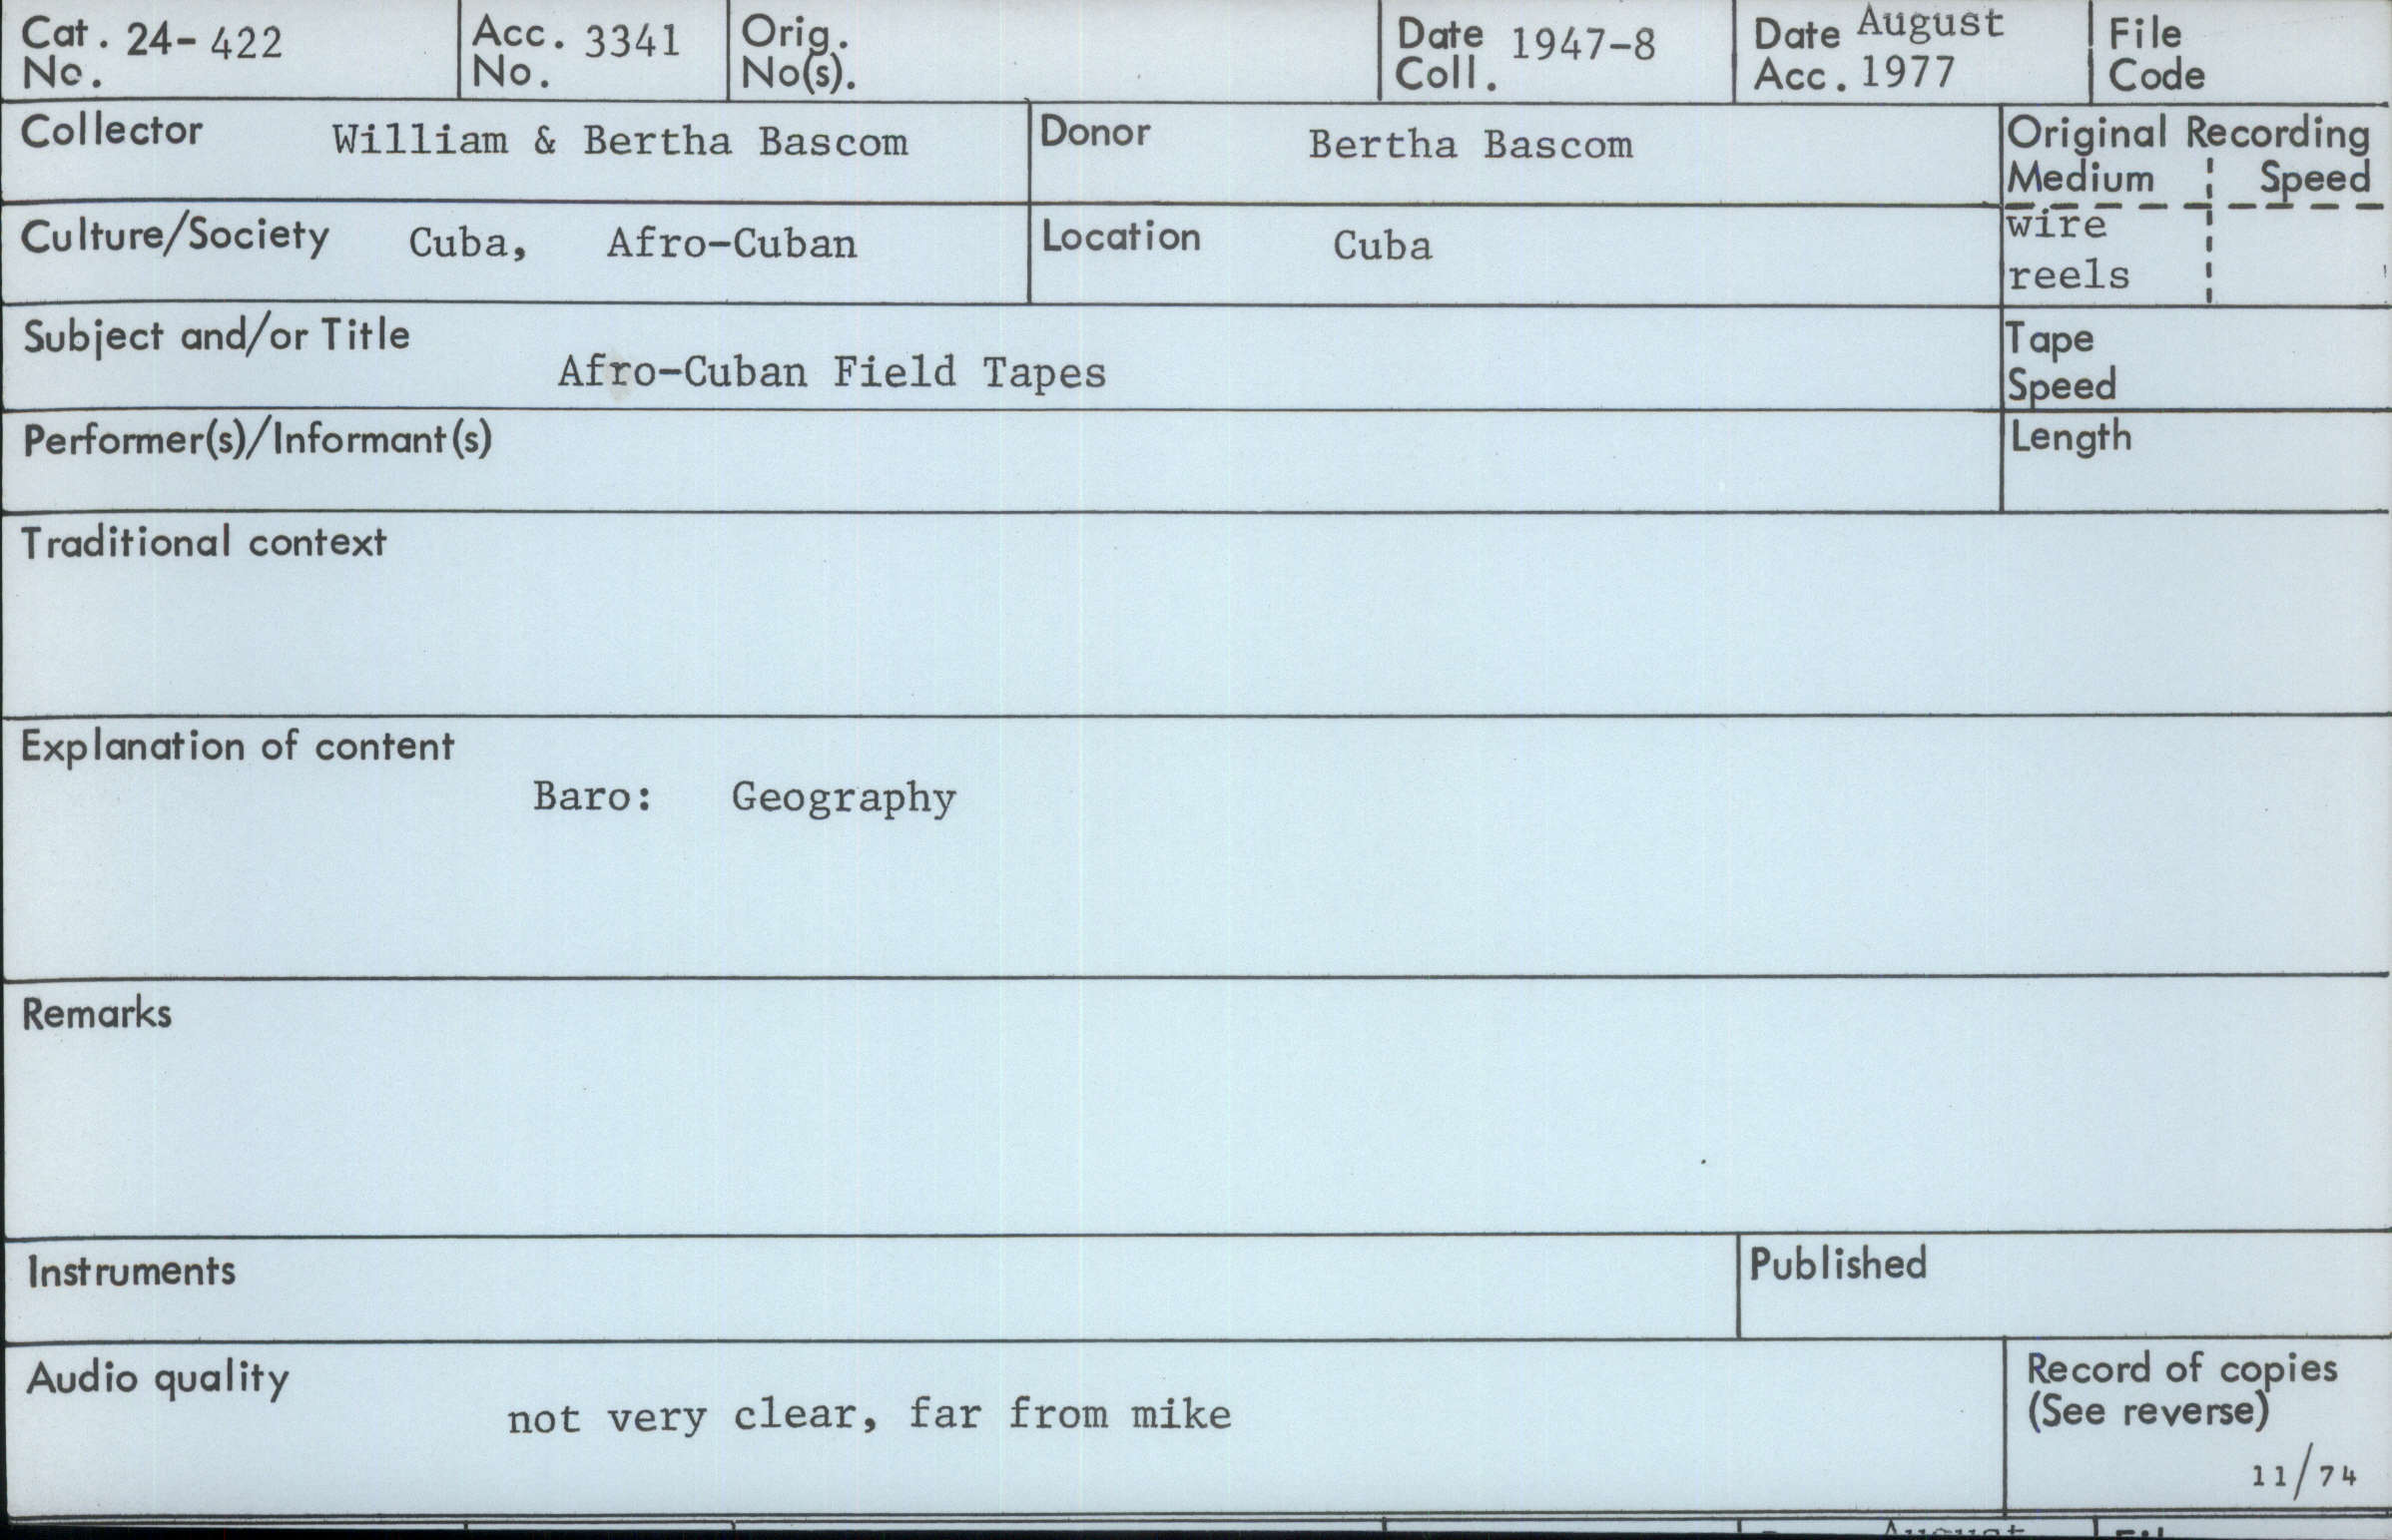 Cat. No. 24-422 Acc. No. 3341 Orig. No(s). Date Coll. 1947-8 Date Acc. August 1977 File Code
Collector William & Bertha Bascom Donor Bertha Bascom Original Recording
Medium Speed
Culture/Society Cuba, Afro-Cuban Location Cuba wire reels
Subject and/or Title Afro-Cuban Field Tapes Tape Speed
Performer(s)/Informant(s) Length
Traditional context
Explanation of content
Baro: Geography
Remarks
Instruments Published
Audio quality not very clear, far from mike Record of copies
(See reverse)
11/74